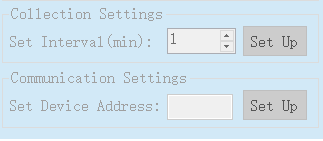 Collection Settings
Set Interval(min): 1 Set Up
Communication Settings
Set Device Address: Set Up